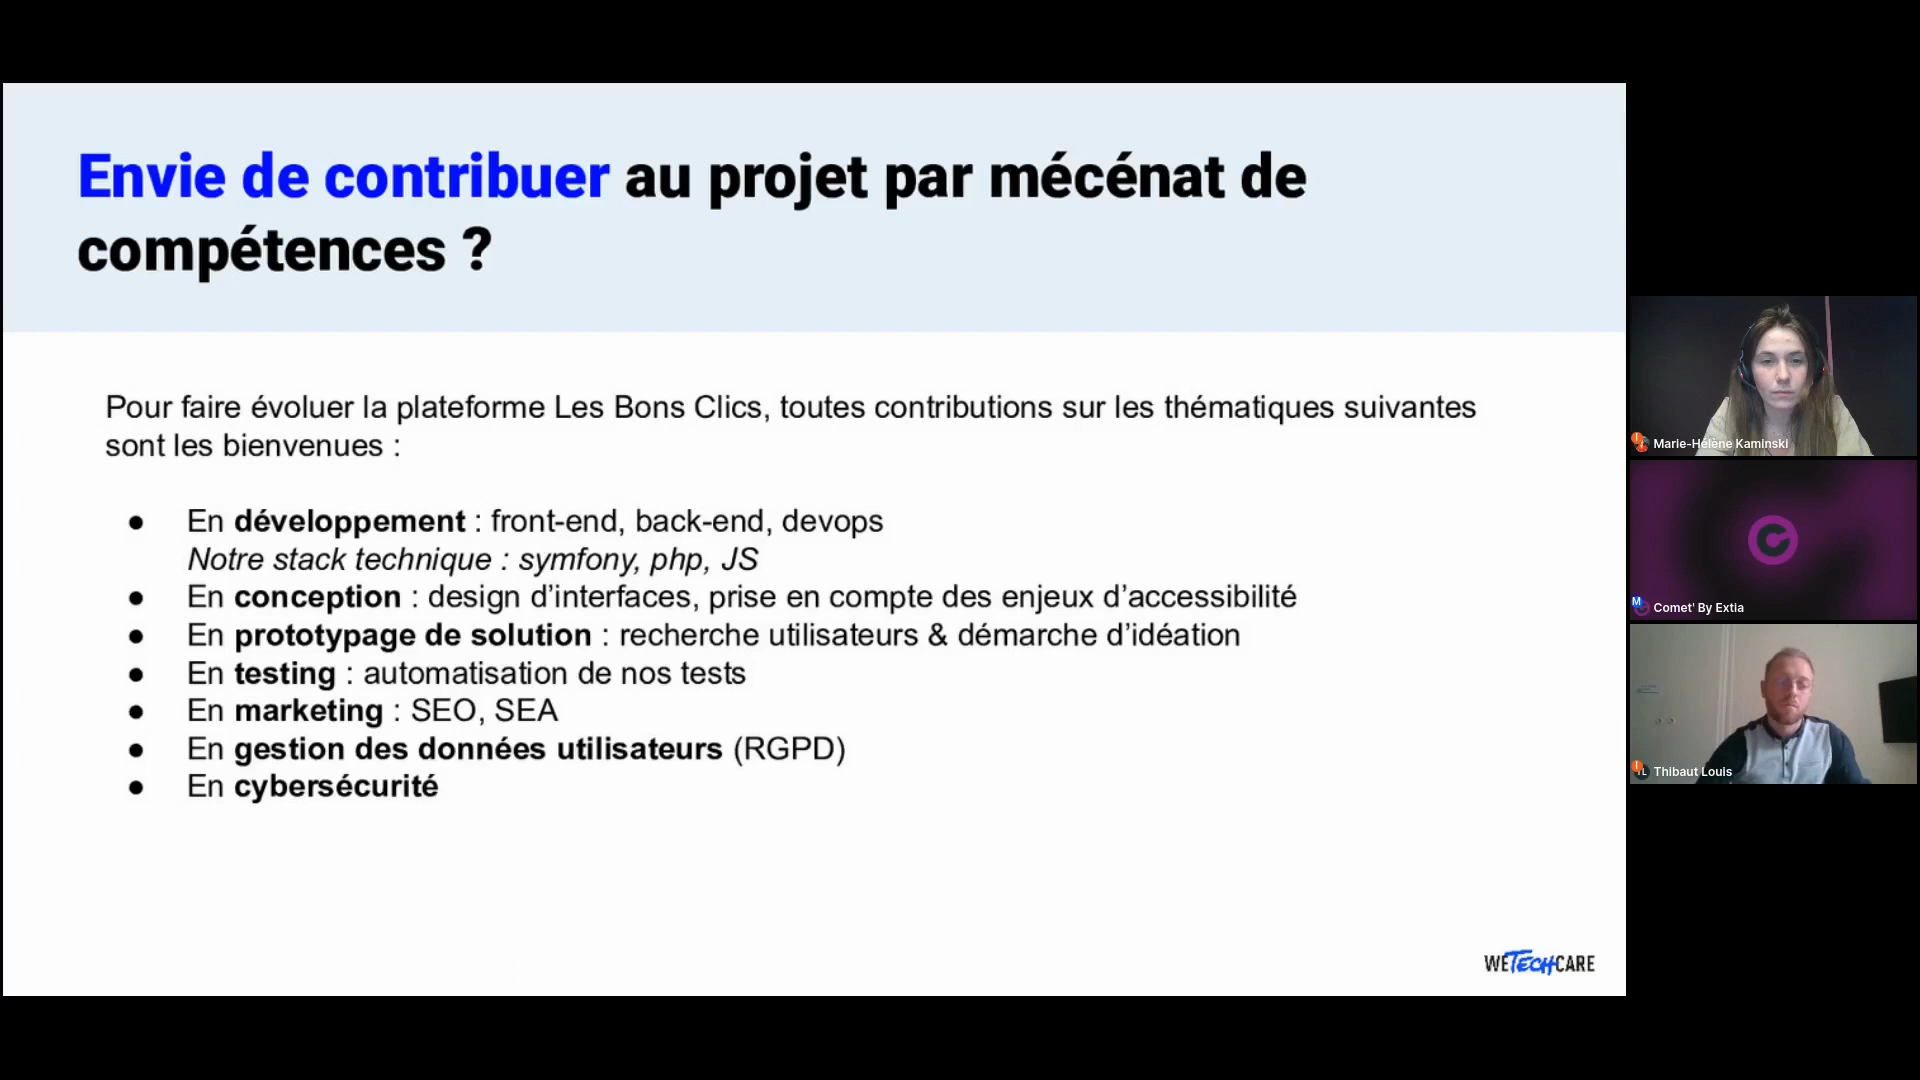 Envie de contribuer au projet par mécénat de
compétences ?
Pour faire évoluer la plateforme Les Bons Clics, toutes contributions sur les thématiques suivantes
sont les bienvenues :
● En développement : front-end, back-end, devops
Notre stack technique : symfony, php, JS
● En conception : design d’interfaces, prise en compte des enjeux d’accessibilité
● En prototypage de solution : recherche utilisateurs & démarche d’idéation
● En testing : automatisation de nos tests
● En marketing : SEO, SEA
● En gestion des données utilisateurs (RGPD)
● En cybersécurité
WETECHCARE
Marie-Hélène Kaminski
M Comet' By Extia
TL Thibaut Louis